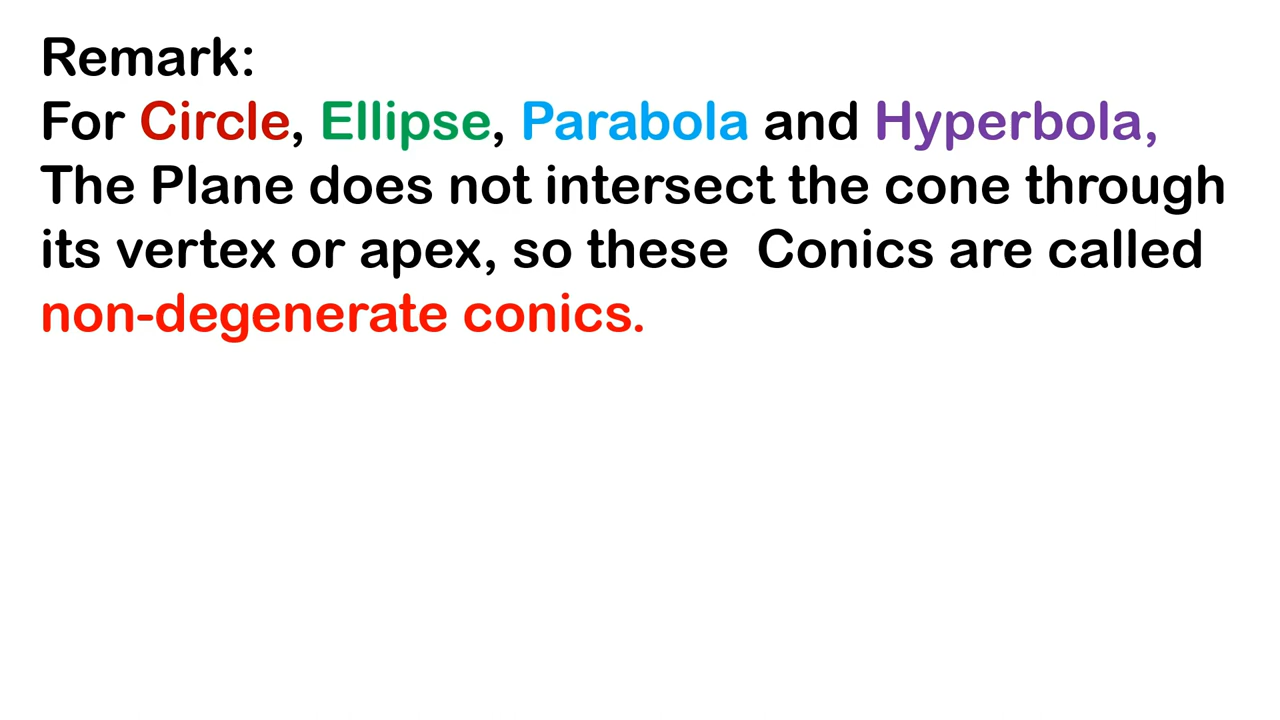 Remark:
For Circle, Ellipse, Parabola and Hyperbola,
The Plane does not intersect the cone through
its vertex or apex, so these  Conics are called
non-degenerate conics.